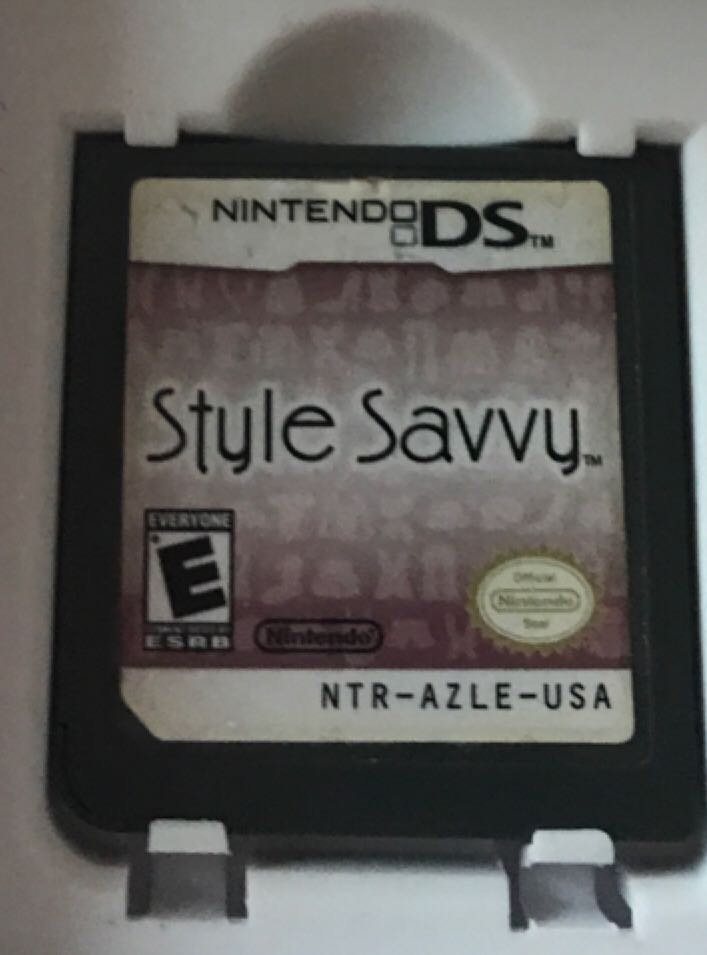 NINTENDO DS™
Style Savvy™
EVERYONE
E
ESRB
Nintendo
Official
Nintendo
Seal
NTR-AZLE-USA